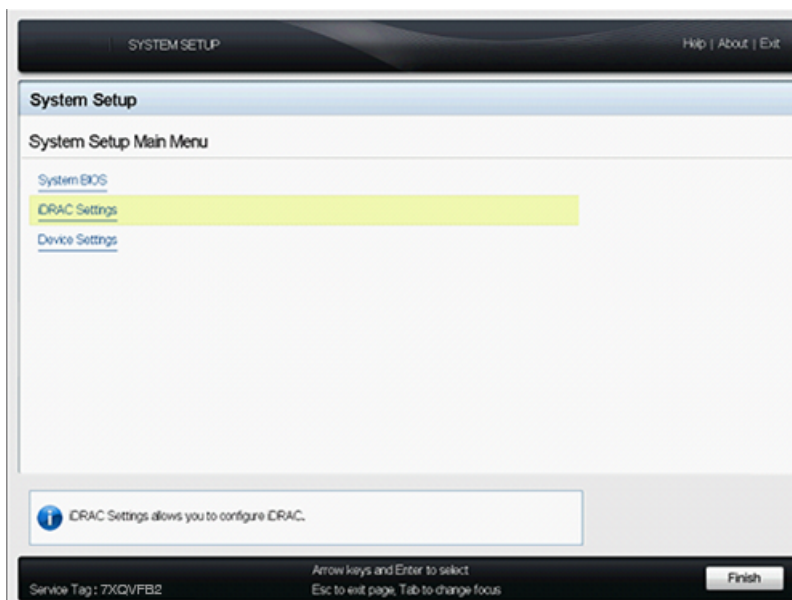 SYSTEM SETUP
Help | About | Exit
System Setup
System Setup Main Menu
System BIOS
iDRAC Settings
Device Settings
iDRAC Settings allows you to configure iDRAC.
Service Tag: 7XQVFB2
Arrow keys and Enter to select
Esc to exit page, Tab to change focus
Finish